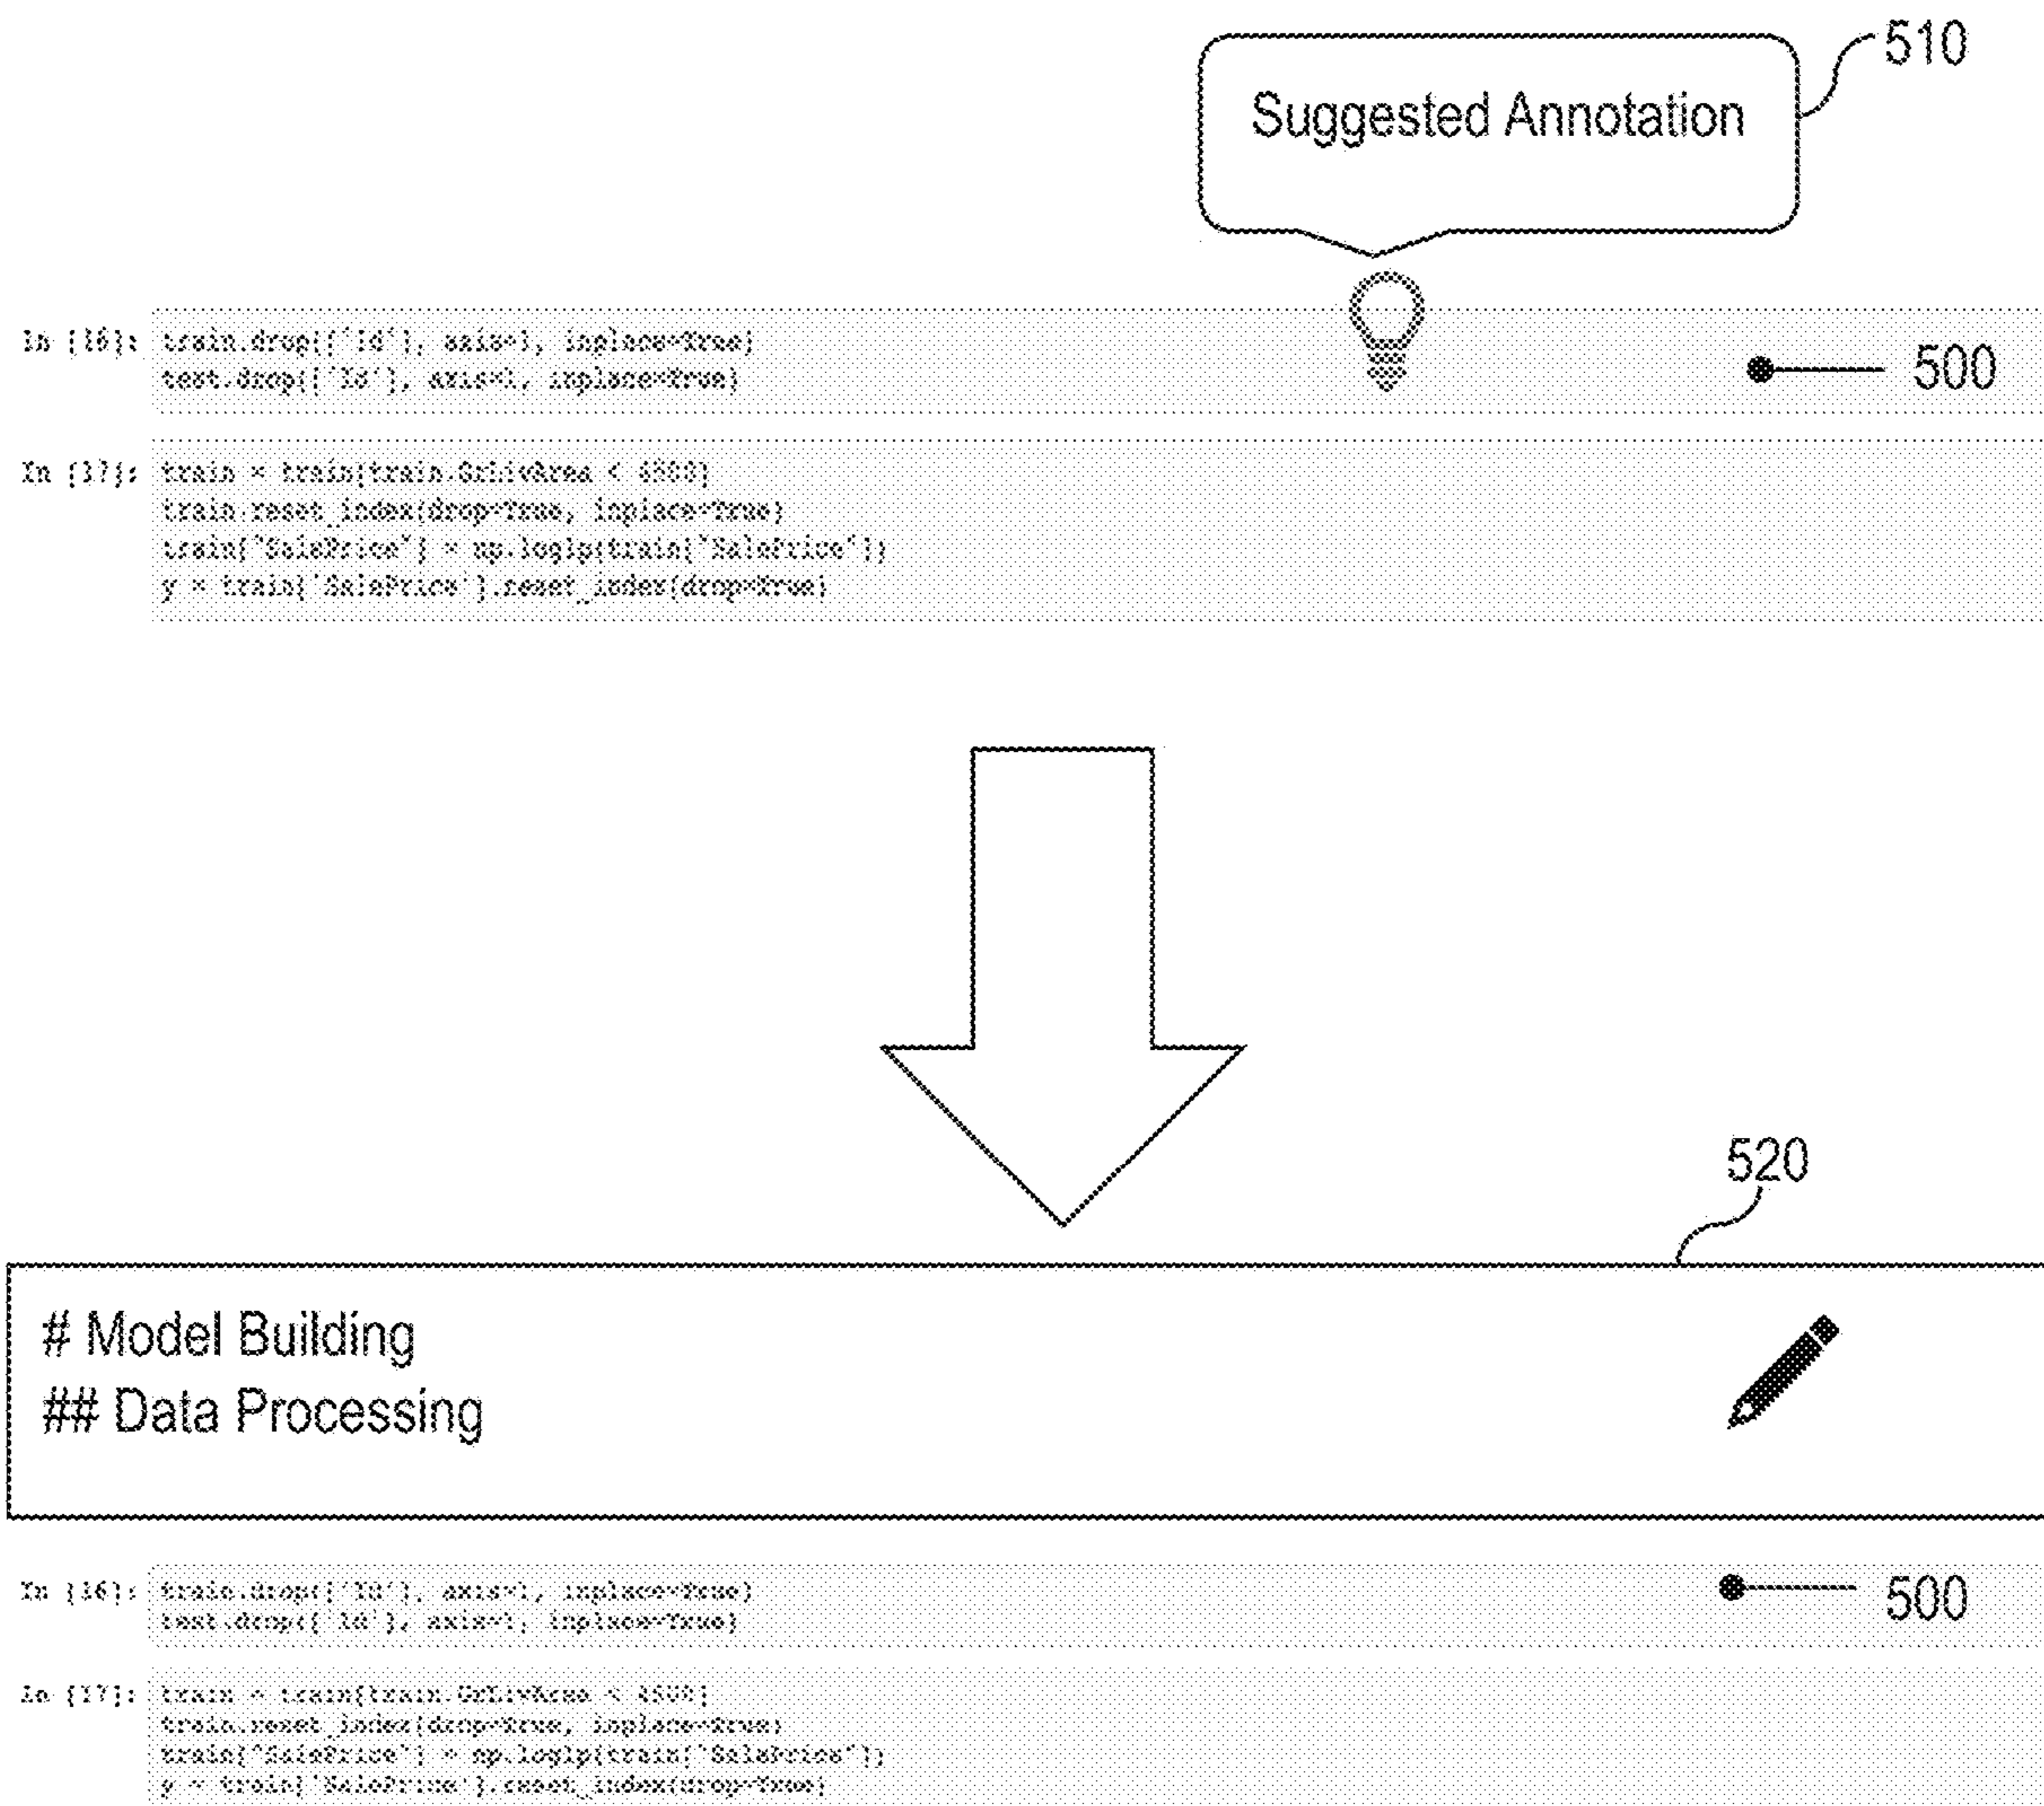 510
Suggested Annotation
In [16]: train.drop(['Id'], axis=1, inplace=True)
test.drop(['Id'], axis=1, inplace=True)
500
In [17]: train = train[train.GrLivArea < 4500]
train.reset_index(drop=True, inplace=True)
train['SalePrice'] = np.log1p(train['SalePrice'])
y = train['SalePrice'].reset_index(drop=True)
520
# Model Building
## Data Processing
In [16]: train.drop(['Id'], axis=1, inplace=True)
test.drop(['Id'], axis=1, inplace=True)
500
In [17]: train = train[train.GrLivArea < 4500]
train.reset_index(drop=True, inplace=True)
train['SalePrice'] = np.log1p(train['SalePrice'])
y = train['SalePrice'].reset_index(drop=True)